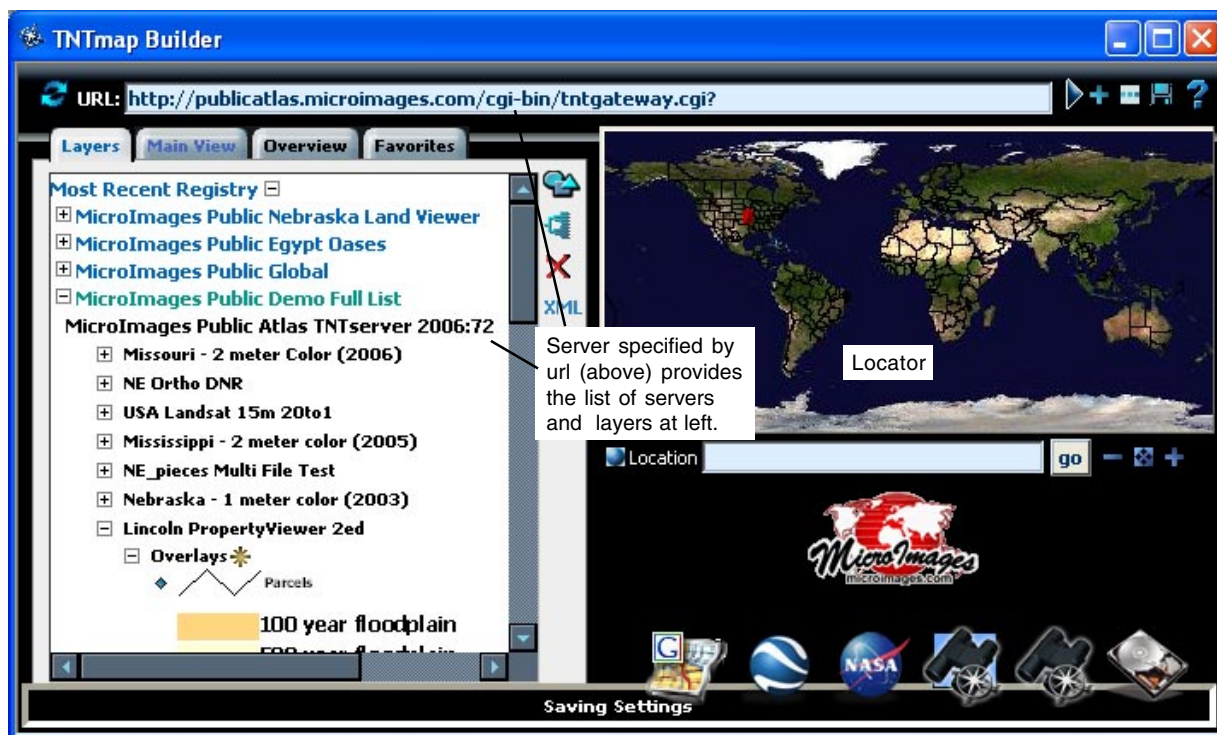 TNTmap Builder
URL: http://publicatlas.microimages.com/cgi-bin/tntgateway.cgi?
Layers Main View Overview Favorites
Most Recent Registry
MicroImages Public Nebraska Land Viewer
MicroImages Public Egypt Oases
MicroImages Public Global
MicroImages Public Demo Full List
XML
MicroImages Public Atlas TNTserver 2006:72
Missouri - 2 meter Color (2006)
NE Ortho DNR
USA Landsat 15m 20to1
Mississippi - 2 meter color (2005)
NE_pieces Multi File Test
Nebraska - 1 meter color (2003)
Lincoln PropertyViewer 2ed
Overlays
Parcels
100 year floodplain
Server specified by
url (above) provides
the list of servers
and layers at left.
Locator
Location
go
MicroImages
microimages.com
G
NASA
Saving Settings